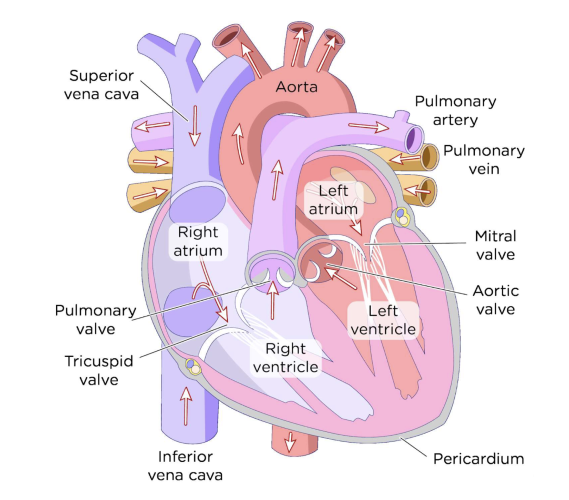 Superior
vena cava
Aorta
Pulmonary
artery
Pulmonary
vein
Left
atrium
Right
atrium
Mitral
valve
Aortic
valve
Pulmonary
valve
Left
ventricle
Tricuspid
valve
Right
ventricle
Inferior
vena cava
Pericardium